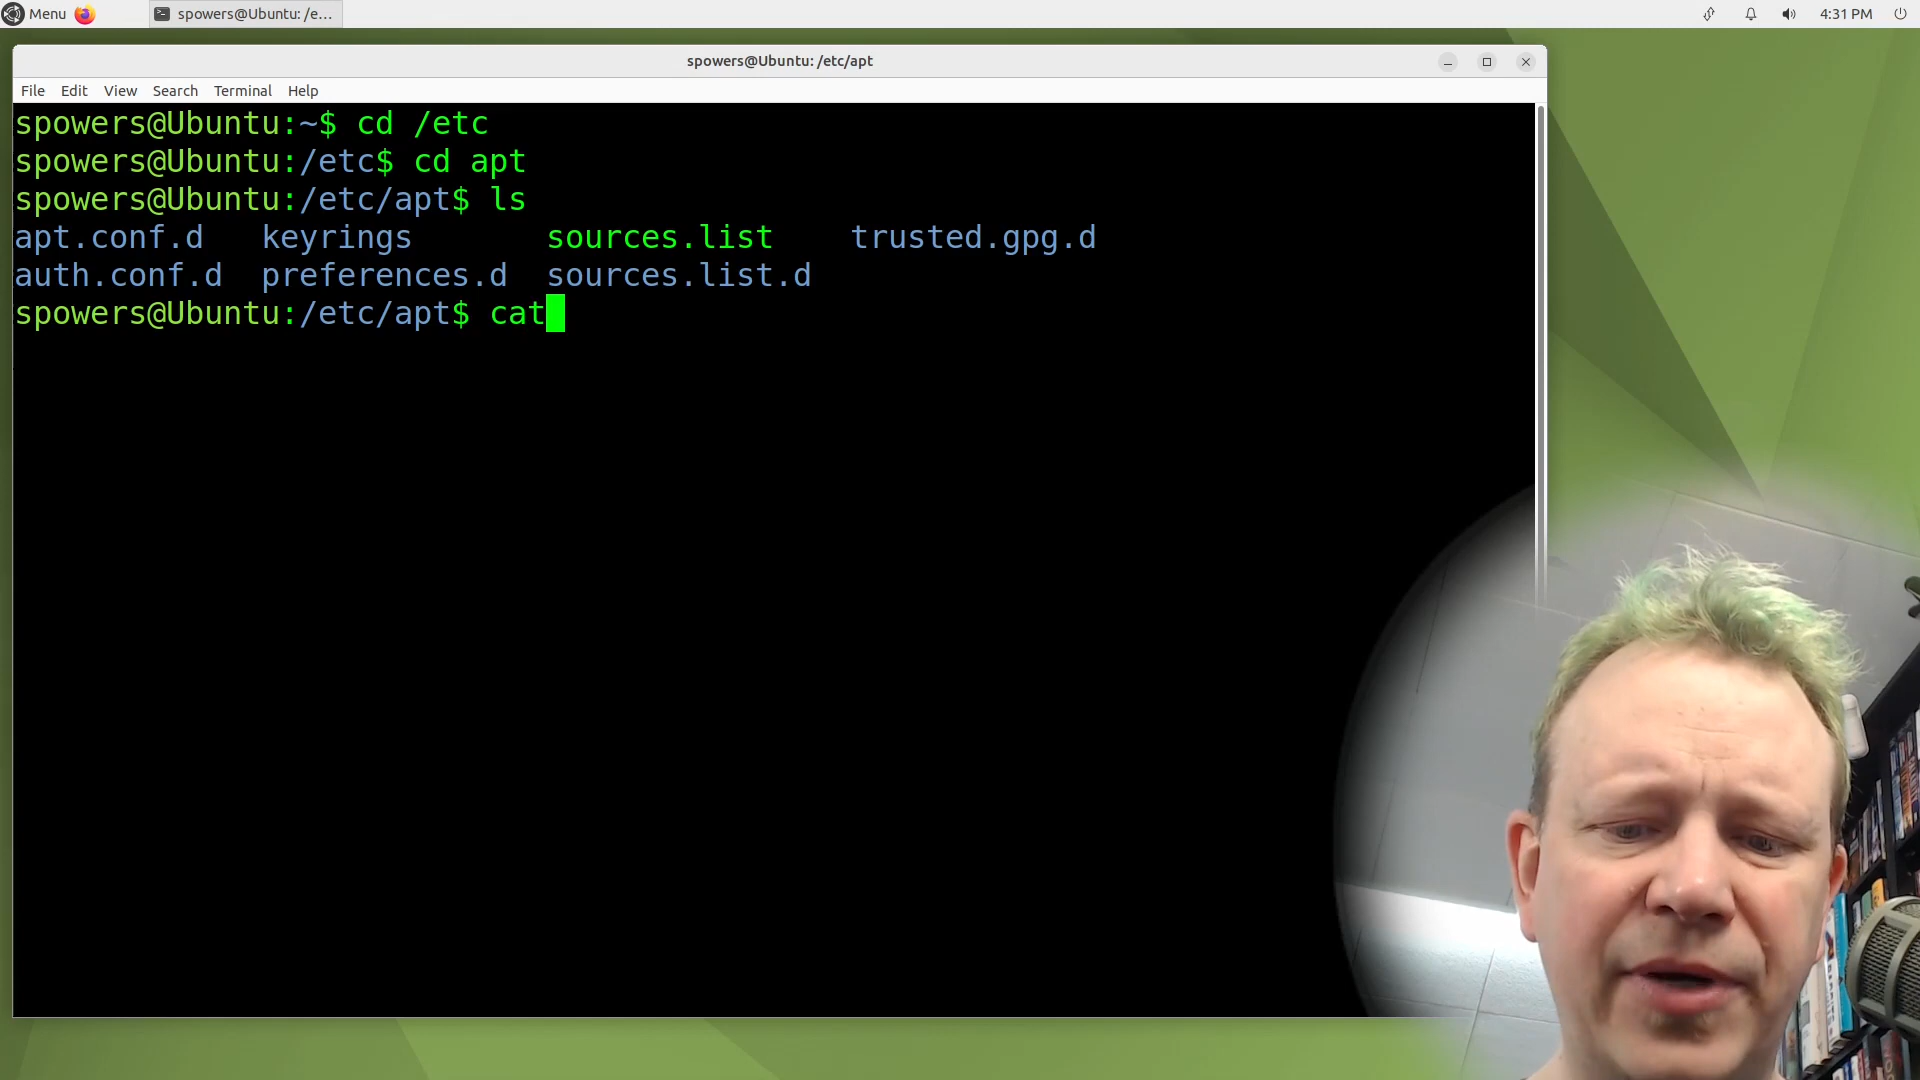 Menu
spowers@Ubuntu: /e...
4:31 PM
spowers@Ubuntu: /etc/apt
File Edit View Search Terminal Help
spowers@Ubuntu:~$ cd /etc
spowers@Ubuntu:/etc$ cd apt
spowers@Ubuntu:/etc/apt$ ls
apt.conf.d keyrings sources.list trusted.gpg.d
auth.conf.d preferences.d sources.list.d
spowers@Ubuntu:/etc/apt$ cat